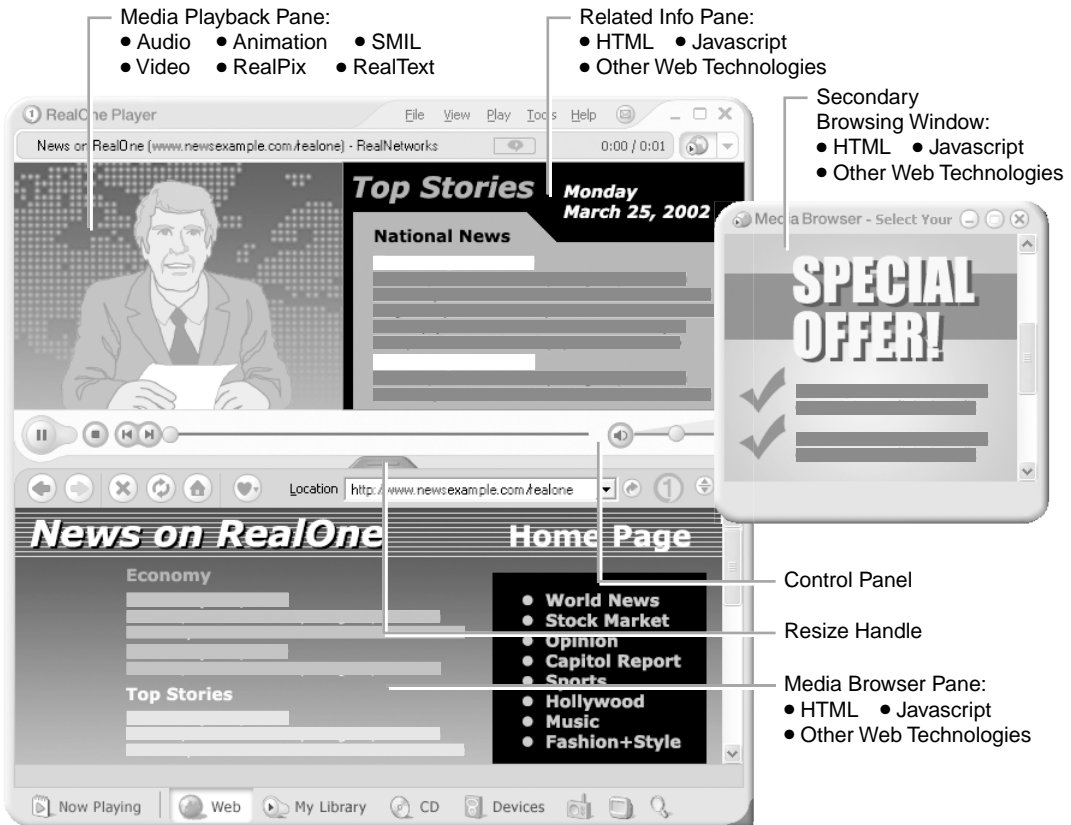 Media Playback Pane:
● Audio ● Animation ● SMIL
● Video ● RealPix ● RealText
Related Info Pane:
● HTML ● Javascript
● Other Web Technologies
Secondary
Browsing Window:
● HTML ● Javascript
● Other Web Technologies
RealOne Player
File View Play Tools Help
News on RealOne (www.newsexample.com/realone) - RealNetworks
0:00 / 0:01
Top Stories
Monday
March 25, 2002
National News
Media Browser - Select Your
SPECIAL
OFFER!
Location http://www.newsexample.com/realone
News on RealOne
Home Page
Economy
Top Stories
● World News
● Stock Market
● Opinion
● Capitol Report
● Sports
● Hollywood
● Music
● Fashion+Style
Control Panel
Resize Handle
Media Browser Pane:
● HTML ● Javascript
● Other Web Technologies
Now Playing Web My Library CD Devices